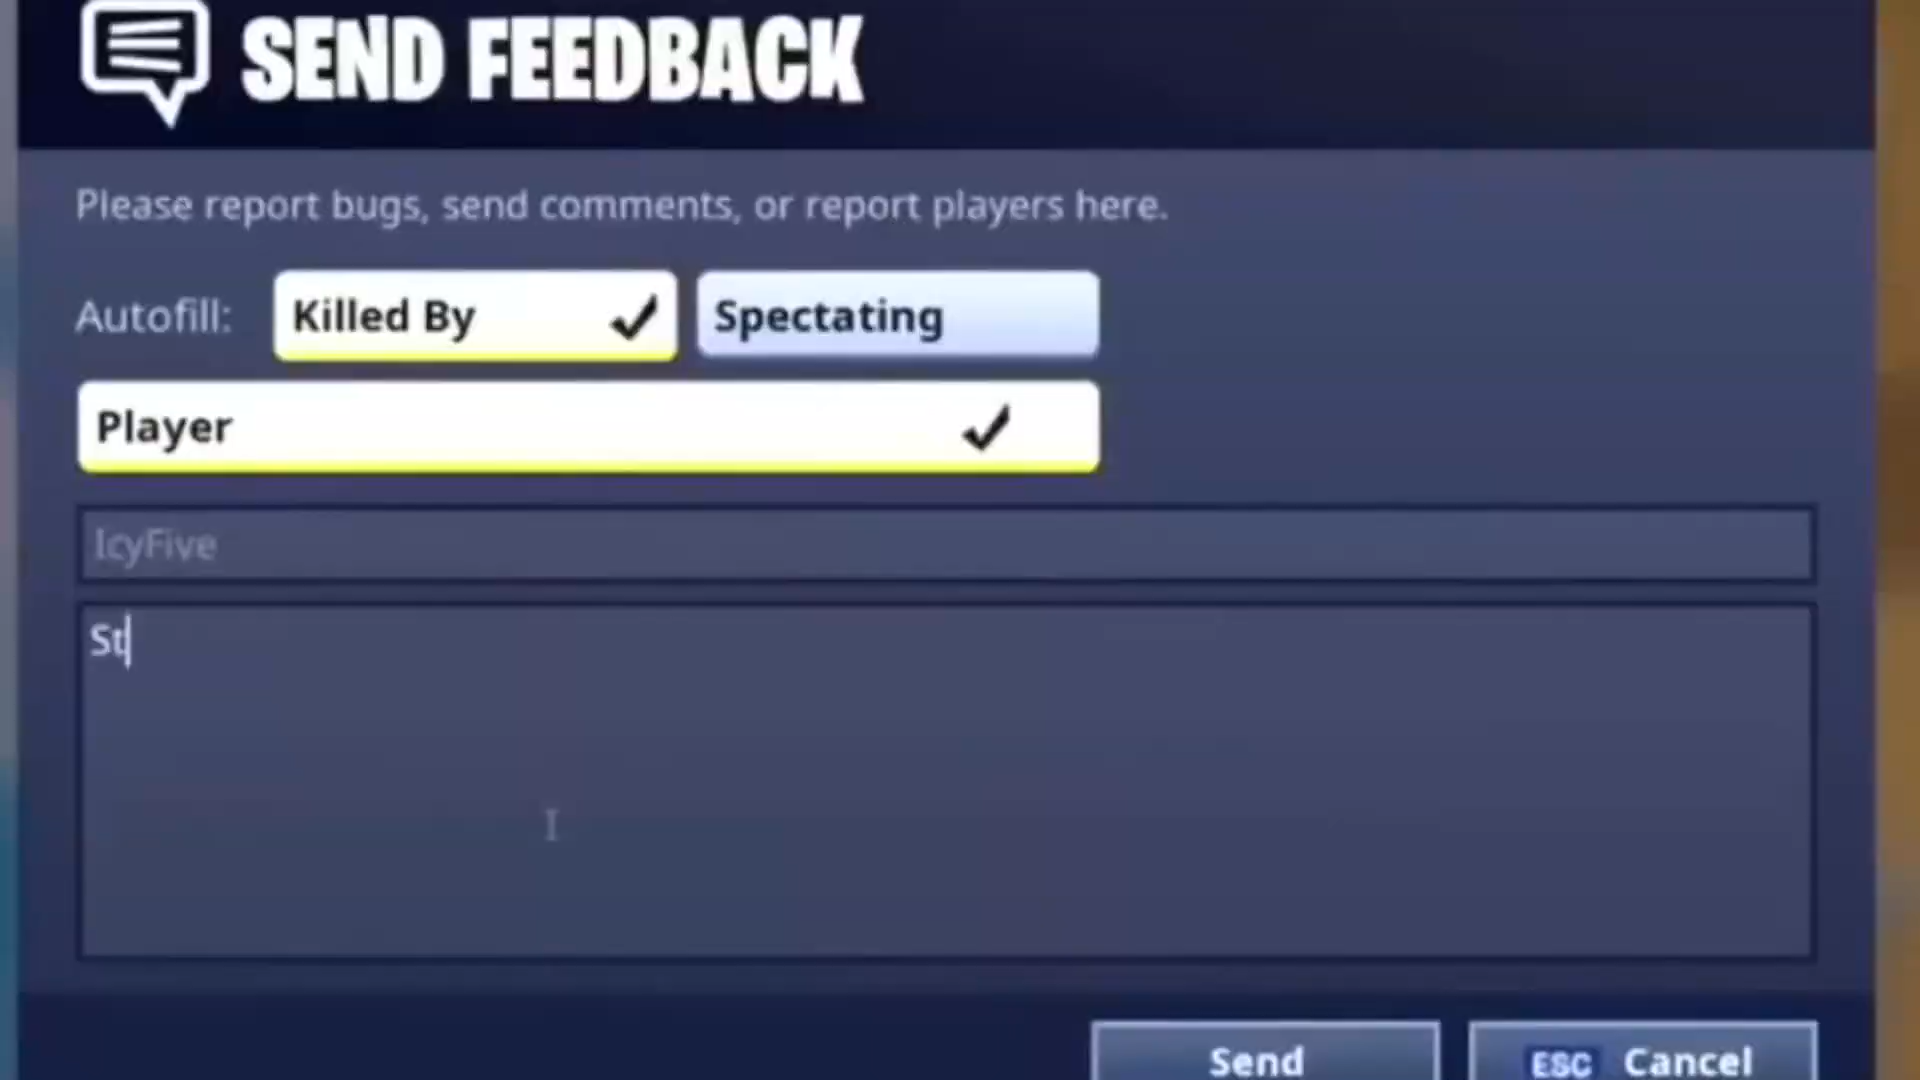 SEND FEEDBACK
Please report bugs, send comments, or report players here.
Autofill: Killed By Spectating
Player
IcyFive
St
Send ESC Cancel